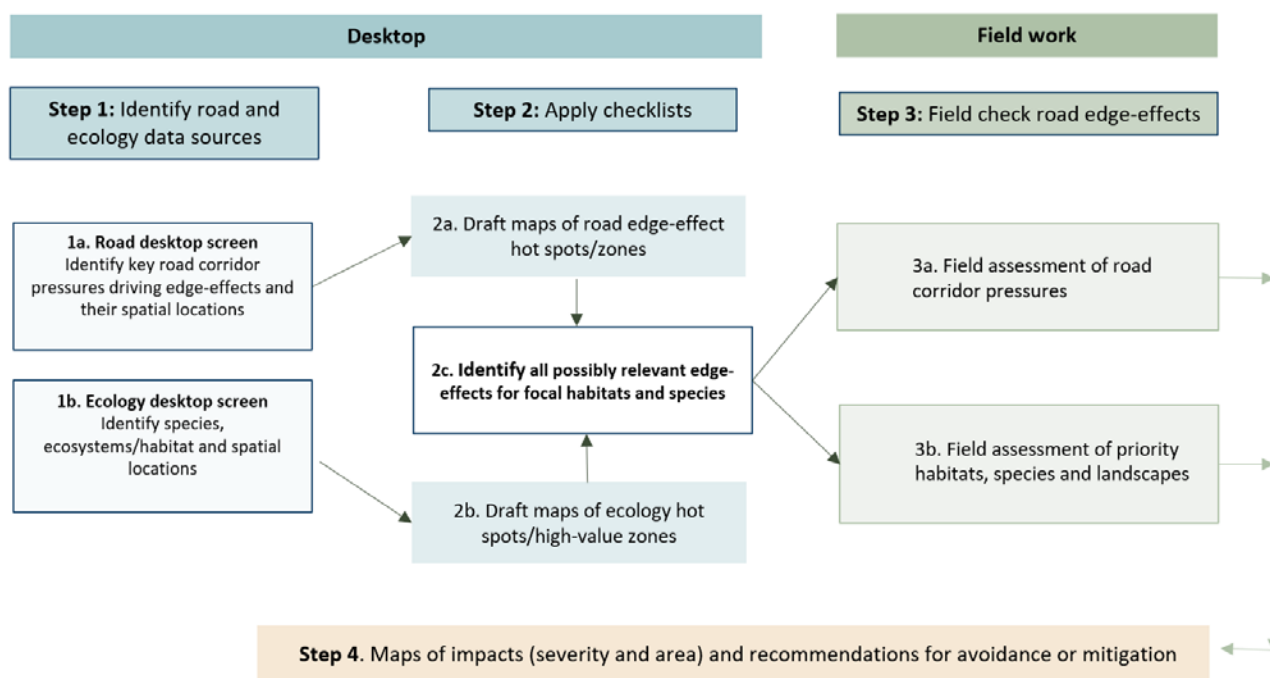 Desktop
Field work
Step 1: Identify road and
ecology data sources
Step 2: Apply checklists
Step 3: Field check road edge-effects
1a. Road desktop screen
Identify key road corridor
pressures driving edge-effects and
their spatial locations
2a. Draft maps of road edge-effect
hot spots/zones
3a. Field assessment of road
corridor pressures
2c. Identify all possibly relevant edge-
effects for focal habitats and species
1b. Ecology desktop screen
Identify species,
ecosystems/habitat and spatial
locations
3b. Field assessment of priority
habitats, species and landscapes
2b. Draft maps of ecology hot
spots/high-value zones
Step 4. Maps of impacts (severity and area) and recommendations for avoidance or mitigation